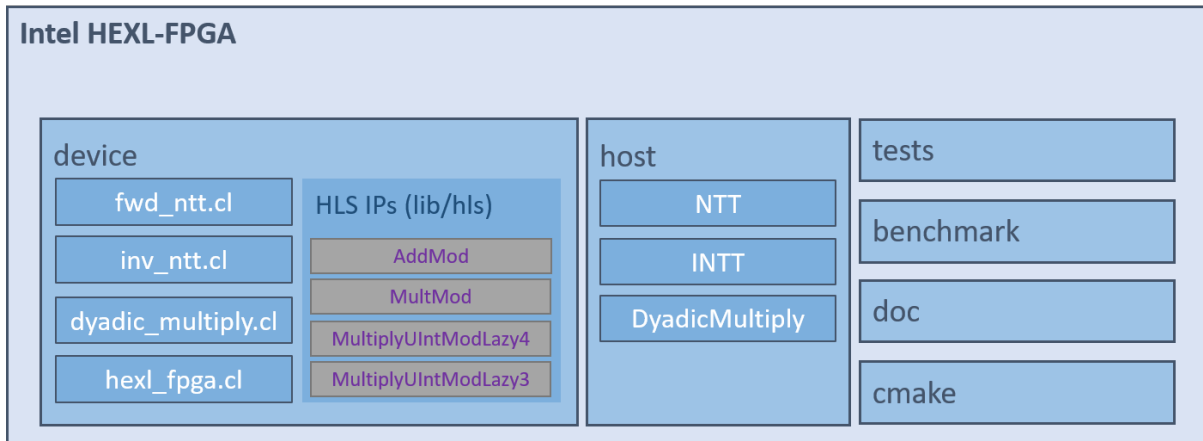 Intel HEXL-FPGA
device
fwd_ntt.cl
inv_ntt.cl
dyadic_multiply.cl
hexl_fpga.cl
HLS IPs (lib/hls)
AddMod
MultMod
MultiplyUIntModLazy4
MultiplyUIntModLazy3
host
NTT
INTT
DyadicMultiply
tests
benchmark
doc
cmake